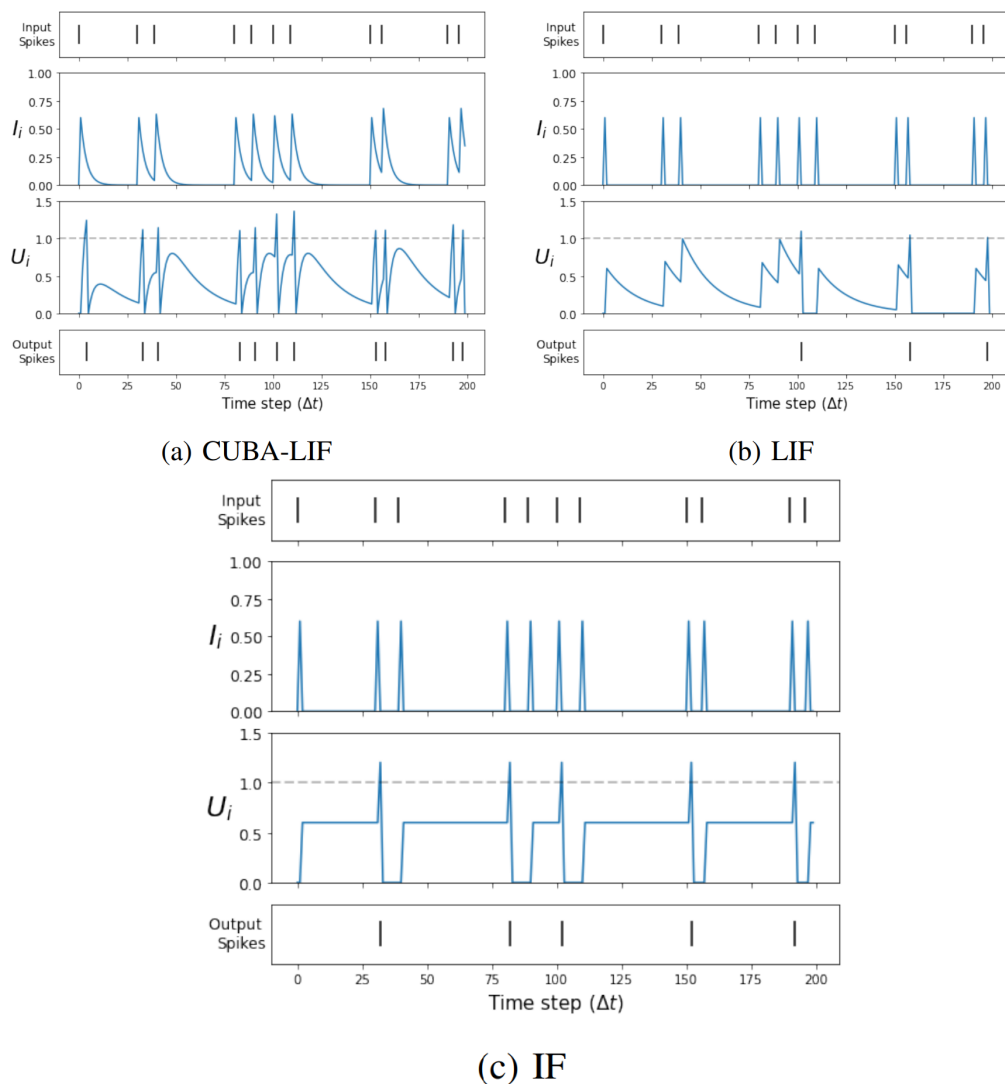 Input
Spikes
1.00
0.75
I_i
0.50
0.25
0.00
1.5
1.0
U_i
0.5
0.0
Output
Spikes
0 25 50 75 100 125 150 175 200
Time step (Δt)
(a) CUBA-LIF
Input
Spikes
1.00
0.75
I_i
0.50
0.25
0.00
1.5
1.0
U_i
0.5
0.0
Output
Spikes
0 25 50 75 100 125 150 175 200
Time step (Δt)
(b) LIF
Input
Spikes
1.00
0.75
I_i
0.50
0.25
0.00
1.5
1.0
U_i
0.5
0.0
Output
Spikes
0 25 50 75 100 125 150 175 200
Time step (Δt)
(c) IF